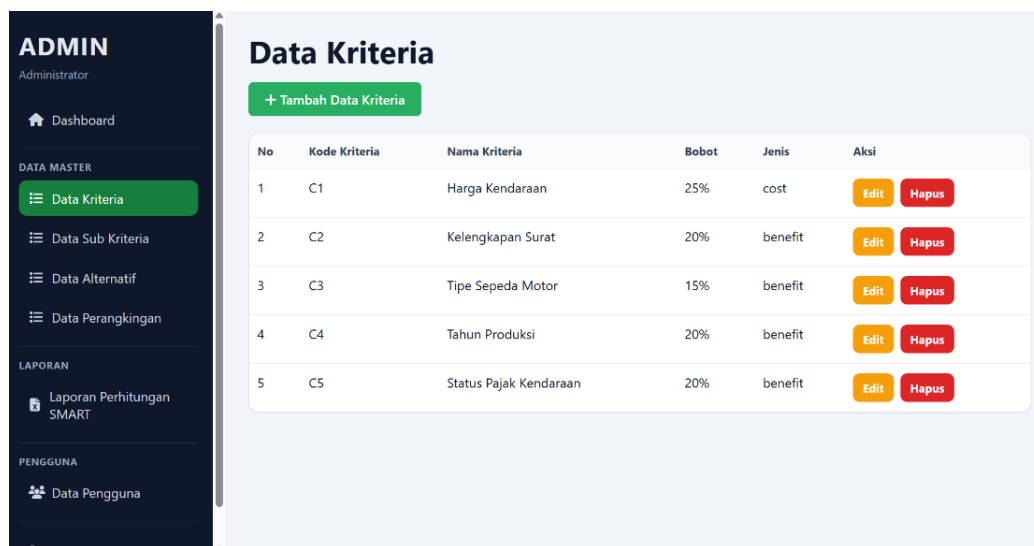 ADMIN
Administrator
Dashboard
DATA MASTER
Data Kriteria
Data Sub Kriteria
Data Alternatif
Data Perangkingan
LAPORAN
Laporan Perhitungan
SMART
PENGGUNA
Data Pengguna
Data Kriteria
+ Tambah Data Kriteria
No Kode Kriteria Nama Kriteria Bobot Jenis Aksi
1 C1 Harga Kendaraan 25% cost Edit Hapus
2 C2 Kelengkapan Surat 20% benefit Edit Hapus
3 C3 Tipe Sepeda Motor 15% benefit Edit Hapus
4 C4 Tahun Produksi 20% benefit Edit Hapus
5 C5 Status Pajak Kendaraan 20% benefit Edit Hapus